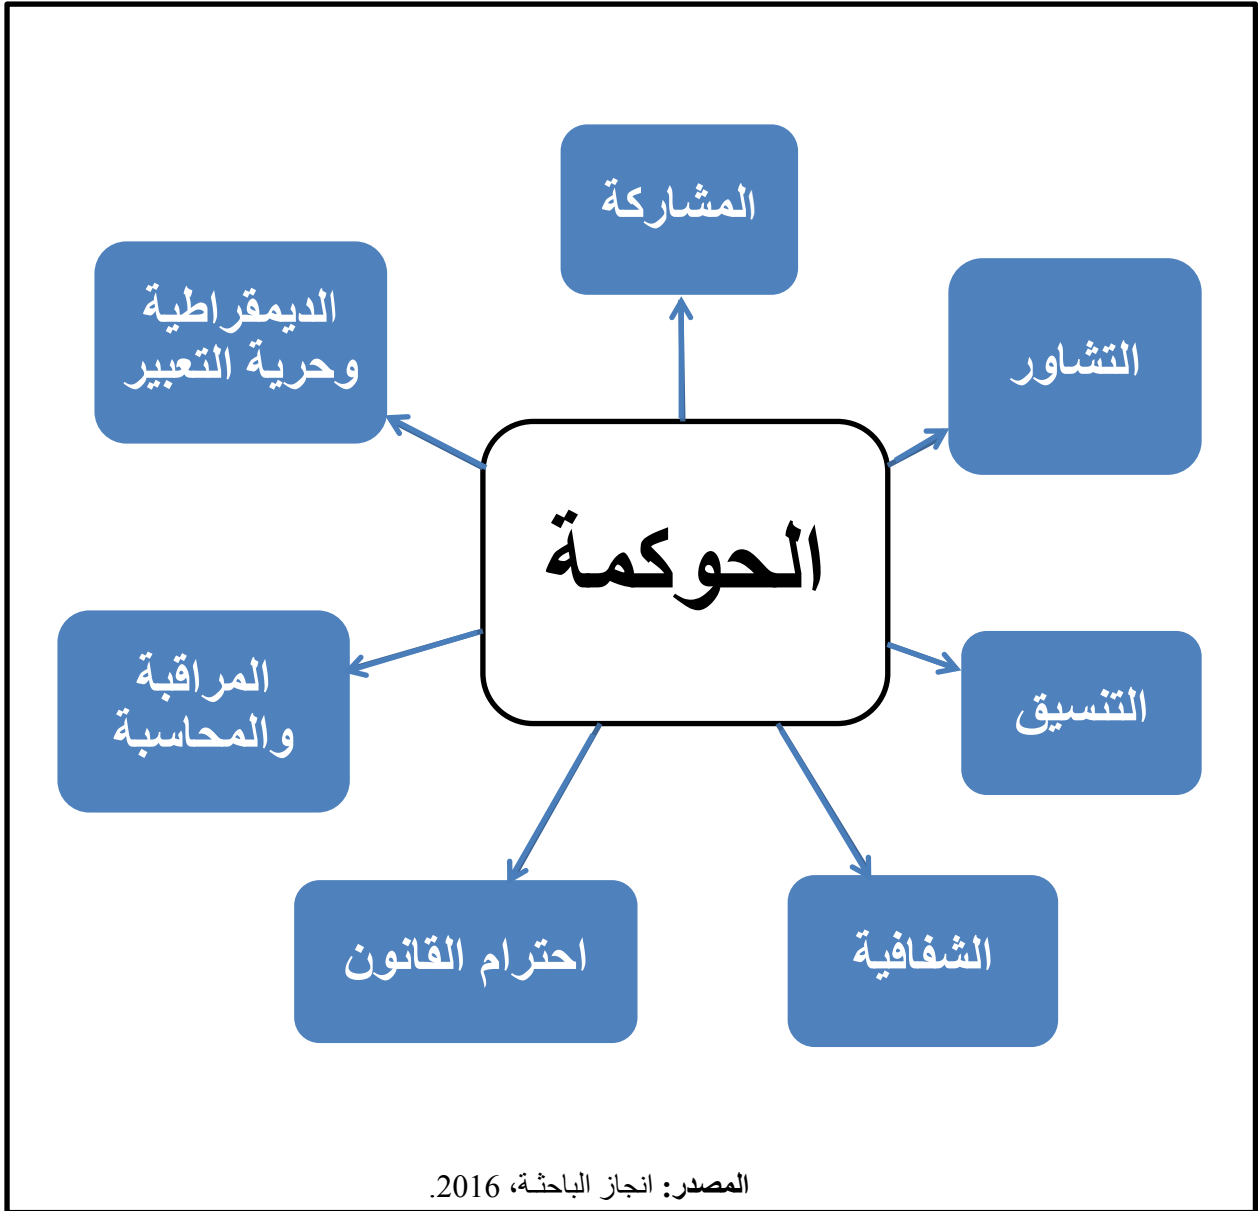 المشاركة
التشاور
الديمقراطية
وحرية التعبير
الحوكمة
التنسيق
المراقبة
والمحاسبة
الشفافية
احترام القانون
المصدر: انجاز الباحثة، 2016.